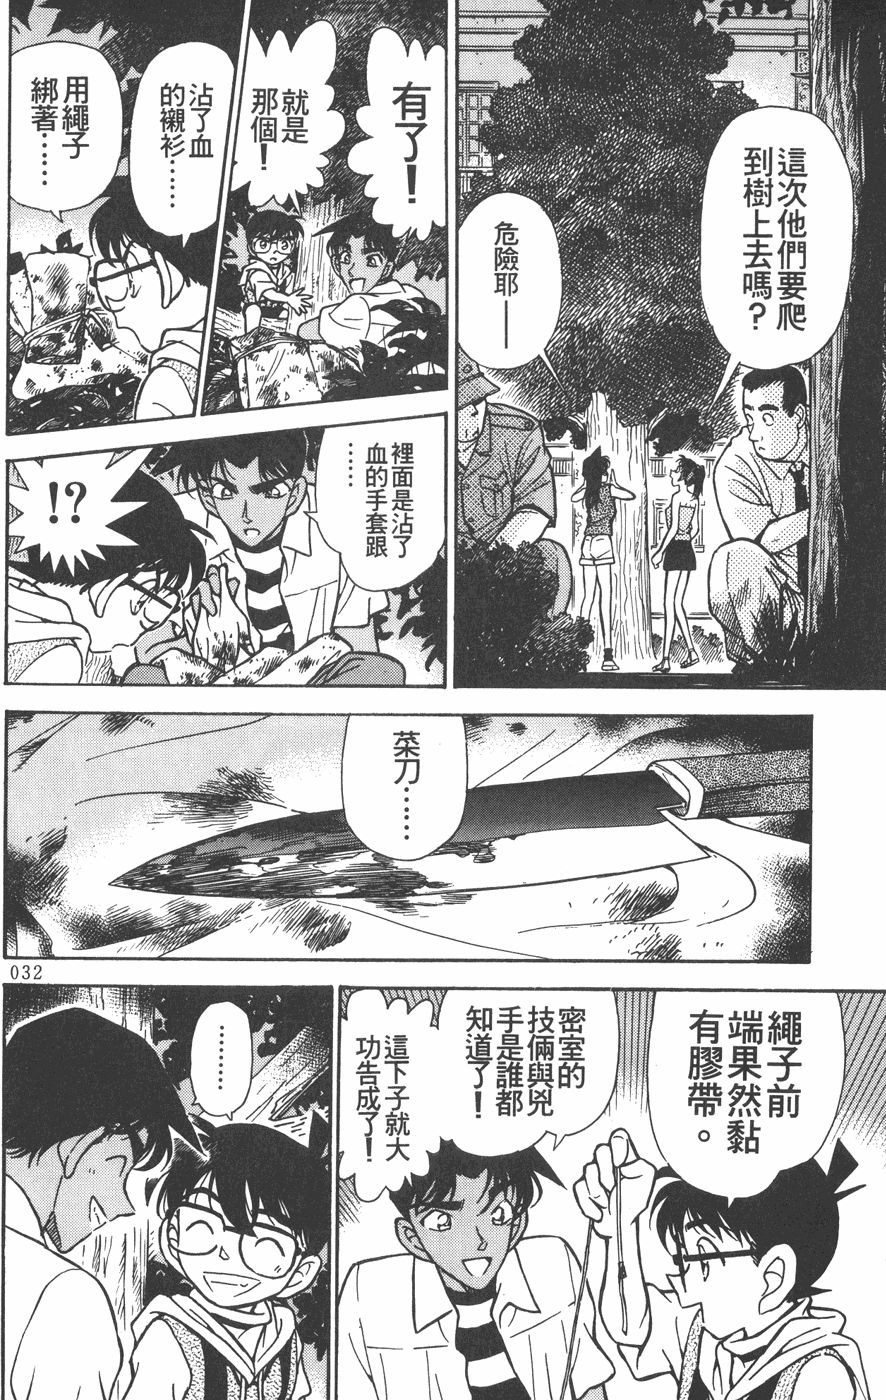 這次他們要爬
到樹上去嗎？
危險耶——
有了！
就是
那個！
沾了血
的襯衫……
用繩子
綁著……
裡面是沾了
血的手套跟
……
!?
菜刀……
032
繩子前
端果然黏
有膠帶。
密室的
技倆與兇
手是誰都
知道了！
這下子就大
功告成了！
………